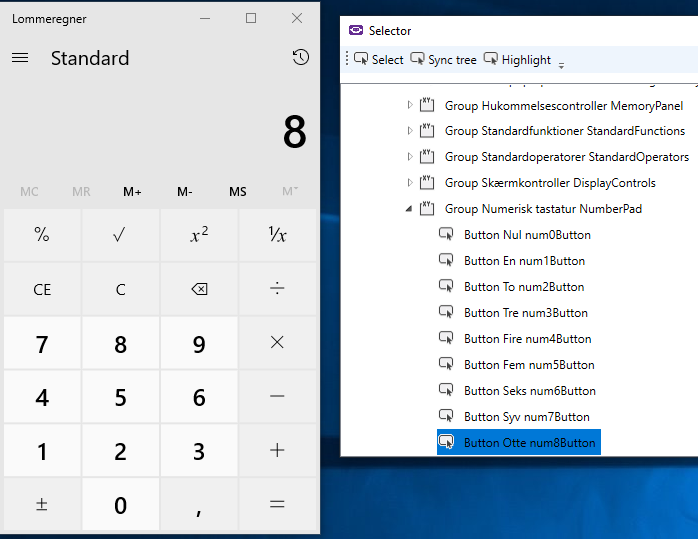 Lommeregner
Standard
8
MC MR M+ M- MS M˅
% √ x² ¹/x
CE C ÷
7 8 9 ×
4 5 6 −
1 2 3 +
± 0 , =
Selector
Select Sync tree Highlight
Group Hukommelsescontroller MemoryPanel
Group Standardfunktioner StandardFunctions
Group Standardoperatorer StandardOperators
Group Skærmkontroller DisplayControls
Group Numerisk tastatur NumberPad
Button Nul num0Button
Button En num1Button
Button To num2Button
Button Tre num3Button
Button Fire num4Button
Button Fem num5Button
Button Seks num6Button
Button Syv num7Button
Button Otte num8Button